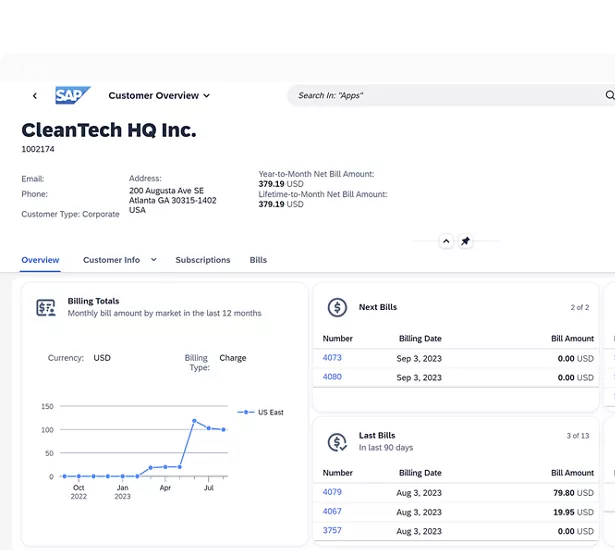 SAP Customer Overview Search In: "Apps"
CleanTech HQ Inc.
1002174
Email:
Phone:
Customer Type: Corporate
Address:
200 Augusta Ave SE
Atlanta GA 30315-1402
USA
Year-to-Month Net Bill Amount:
379.19 USD
Lifetime-to-Month Net Bill Amount:
379.19 USD
Overview Customer Info Subscriptions Bills
Billing Totals
Monthly bill amount by market in the last 12 months
Currency: USD
Billing Type: Charge
150
100
50
0
Oct 2022
Jan 2023
Apr
Jul
US East
Next Bills 2 of 2
Number Billing Date Bill Amount
4073 Sep 3, 2023 0.00 USD
4080 Sep 3, 2023 0.00 USD
Last Bills 3 of 13
In last 90 days
Number Billing Date Bill Amount
4079 Aug 3, 2023 79.80 USD
4067 Aug 3, 2023 19.95 USD
3757 Aug 3, 2023 0.00 USD